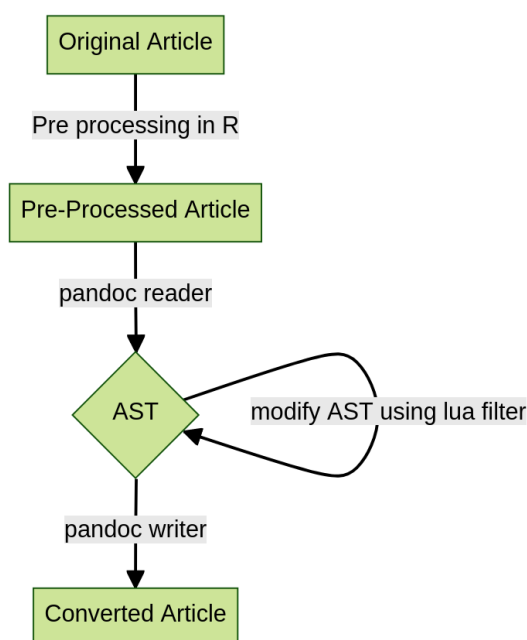 Original Article
Pre processing in R
Pre-Processed Article
pandoc reader
AST
modify AST using lua filter
pandoc writer
Converted Article